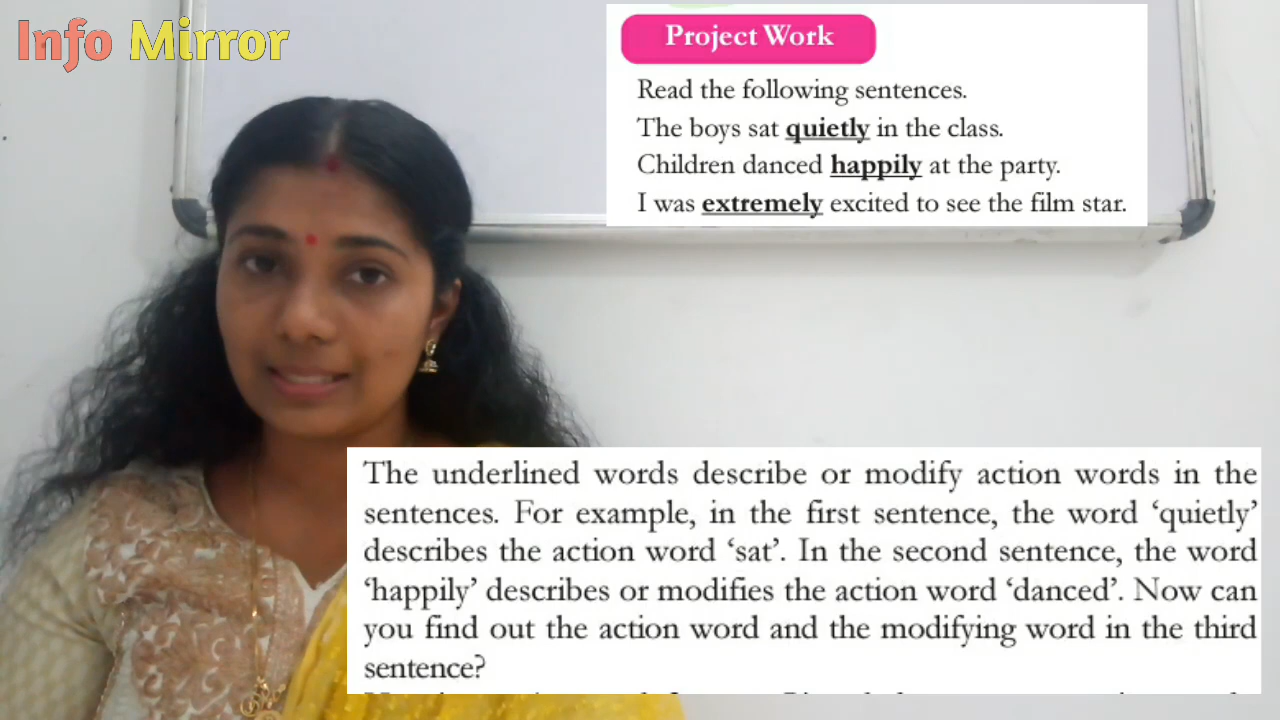 Info Mirror
Project Work
Read the following sentences.
The boys sat quietly in the class.
Children danced happily at the party.
I was extremely excited to see the film star.
The underlined words describe or modify action words in the
sentences. For example, in the first sentence, the word ‘quietly’
describes the action word ‘sat’. In the second sentence, the word
‘happily’ describes or modifies the action word ‘danced’. Now can
you find out the action word and the modifying word in the third
sentence?